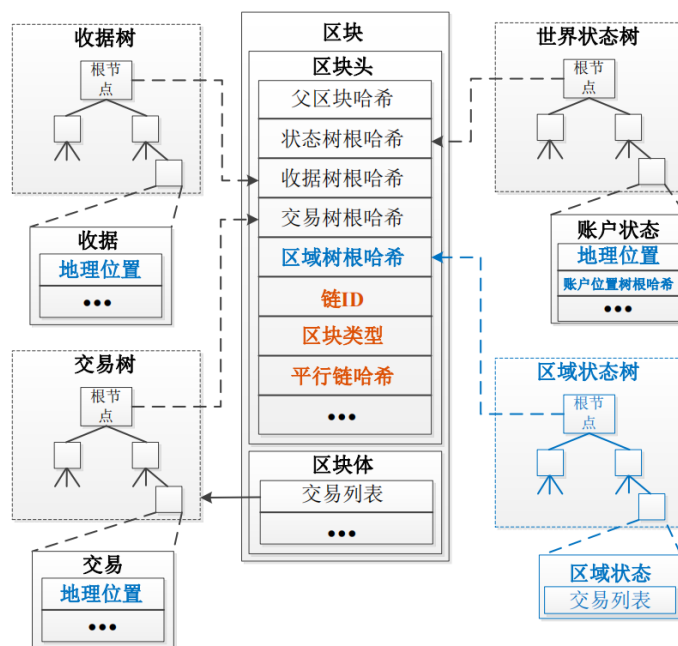 收据树
根节
点
收据
地理位置
•••
交易树
根节
点
交易
地理位置
•••
区块
区块头
父区块哈希
状态树根哈希
收据树根哈希
交易树根哈希
区域树根哈希
链ID
区块类型
平行链哈希
•••
区块体
交易列表
•••
世界状态树
根节
点
账户状态
地理位置
账户位置树根哈希
•••
区域状态树
根节
点
区域状态
交易列表